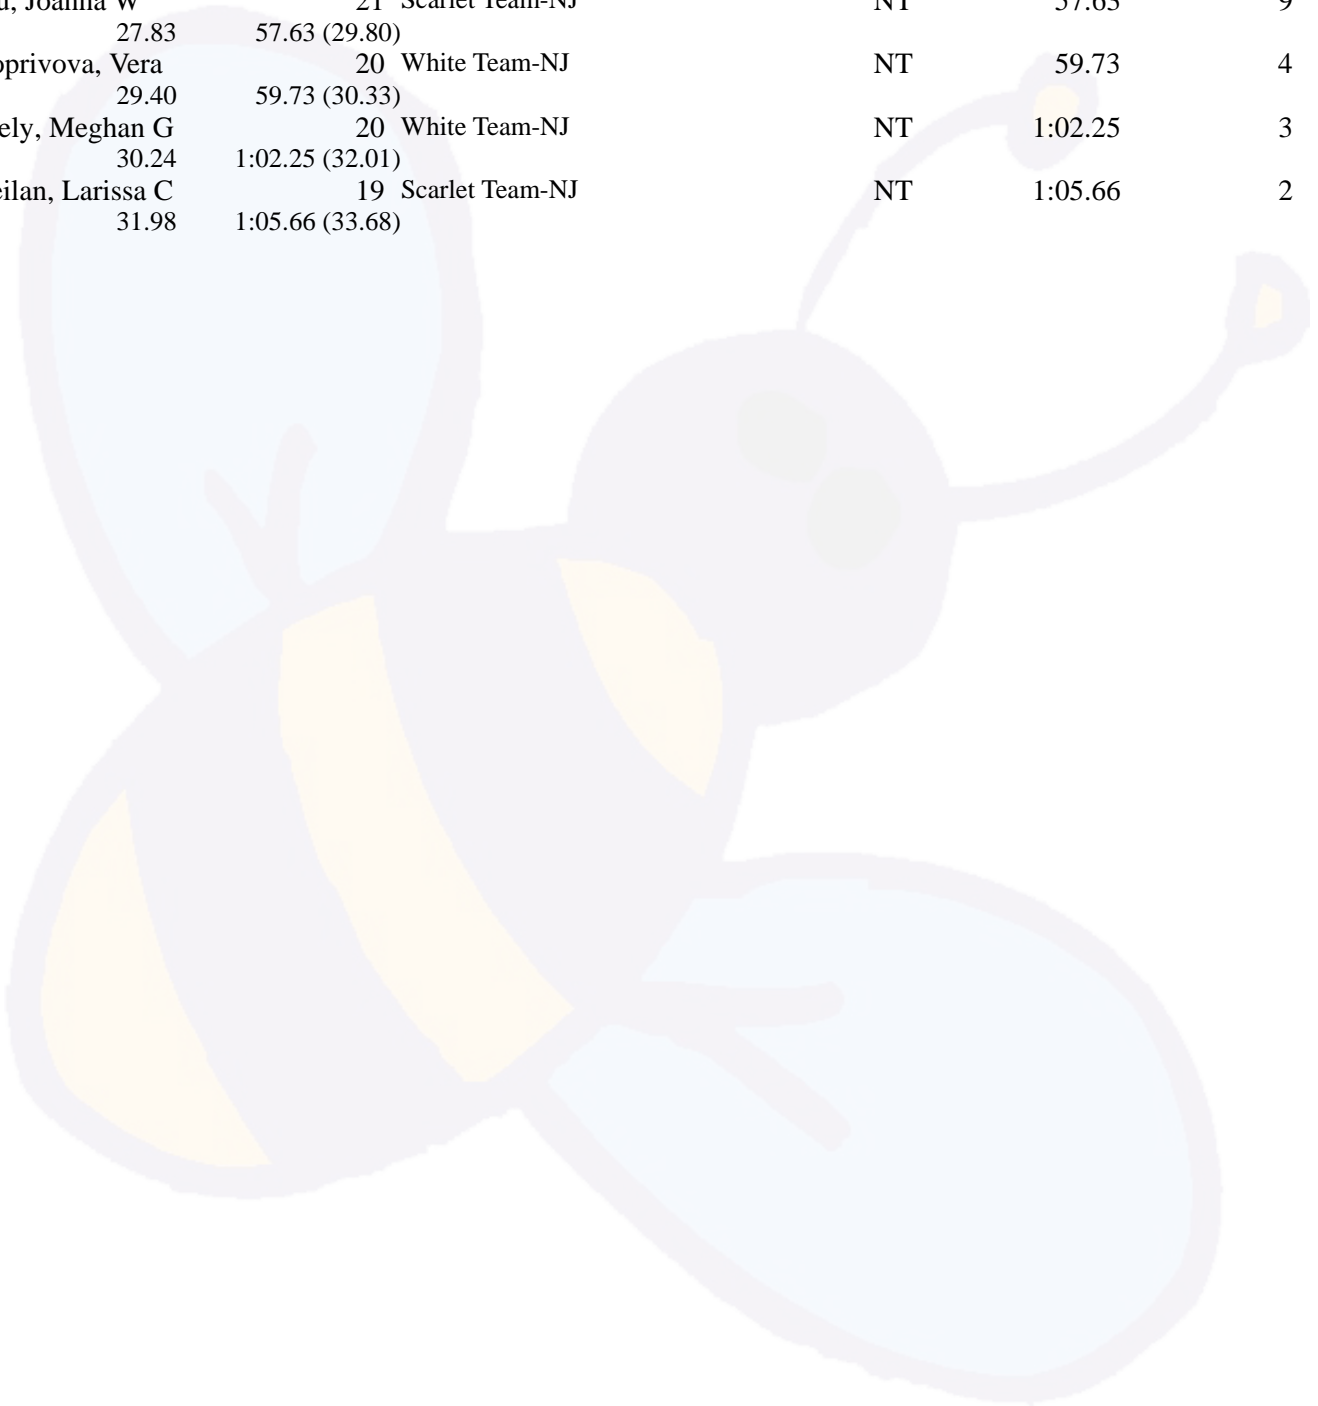 Joanna W 21 Scarlet Team-NJ NT 57.63 9
27.83 57.63 (29.80)
oprivova, Vera 20 White Team-NJ NT 59.73 4
29.40 59.73 (30.33)
ely, Meghan G 20 White Team-NJ NT 1:02.25 3
30.24 1:02.25 (32.01)
eilan, Larissa C 19 Scarlet Team-NJ NT 1:05.66 2
31.98 1:05.66 (33.68)